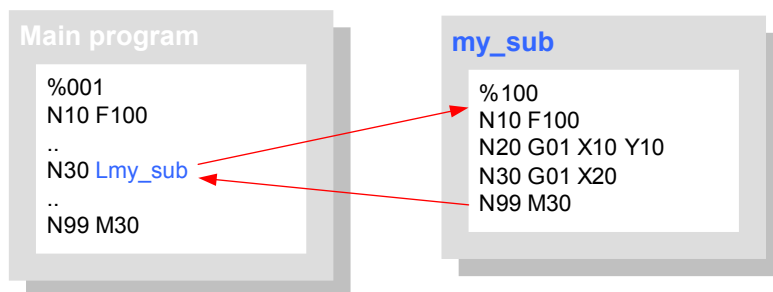 Main program
%001
N10 F100
..
N30 Lmy_sub
..
N99 M30
my_sub
%100
N10 F100
N20 G01 X10 Y10
N30 G01 X20
N99 M30